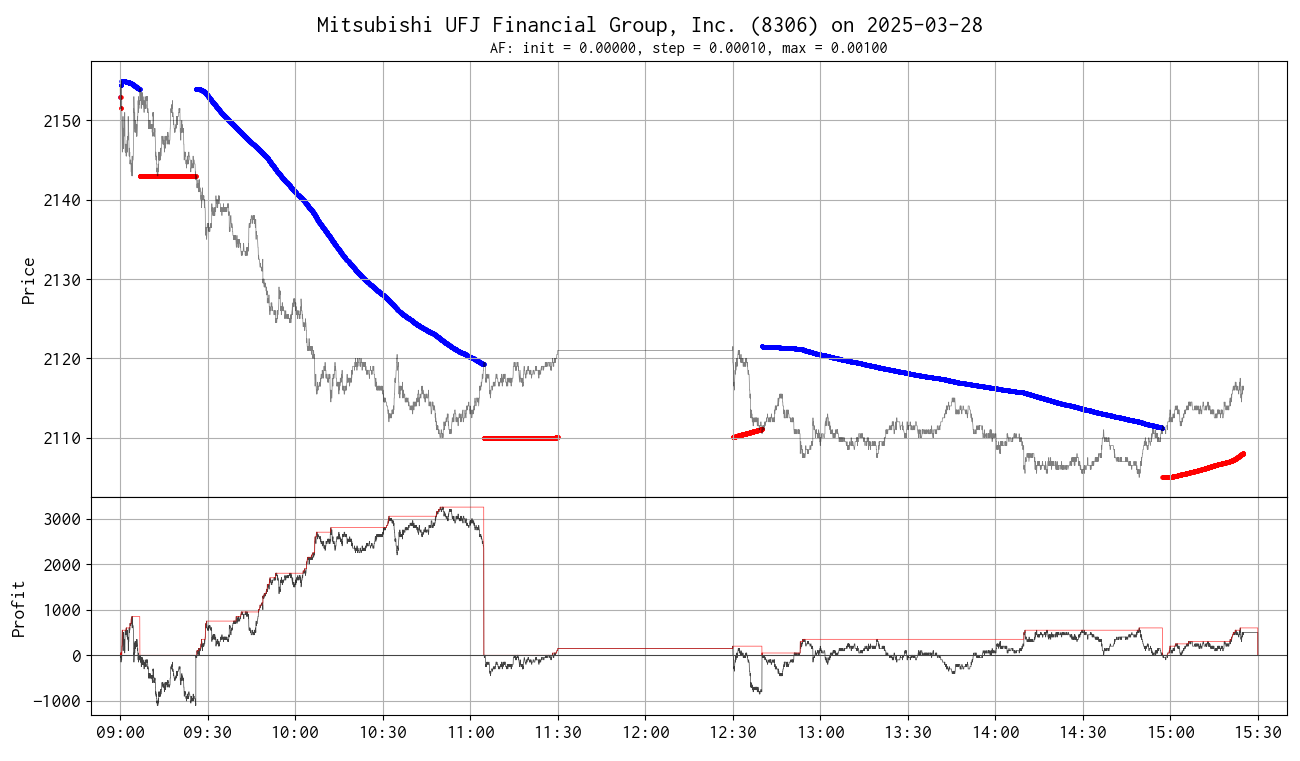 Mitsubishi UFJ Financial Group, Inc. (8306) on 2025-03-28
AF: init = 0.00000, step = 0.00010, max = 0.00100
Price
2150
2140
2130
2120
2110
Profit
3000
2000
1000
0
−1000
09:00 09:30 10:00 10:30 11:00 11:30 12:00 12:30 13:00 13:30 14:00 14:30 15:00 15:30